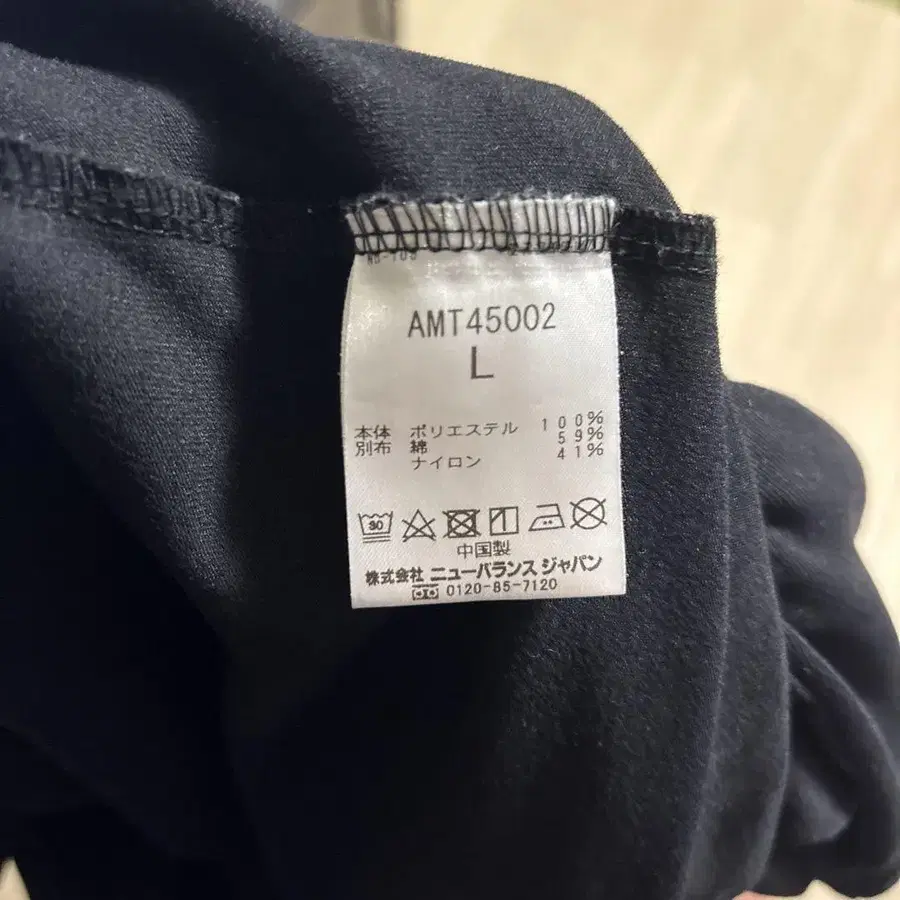 AMT45002
L
本体 ポリエステル 100%
別布 綿 59%
ナイロン 41%
30
中国製
株式会社 ニューバランス ジャパン
0120-85-7120